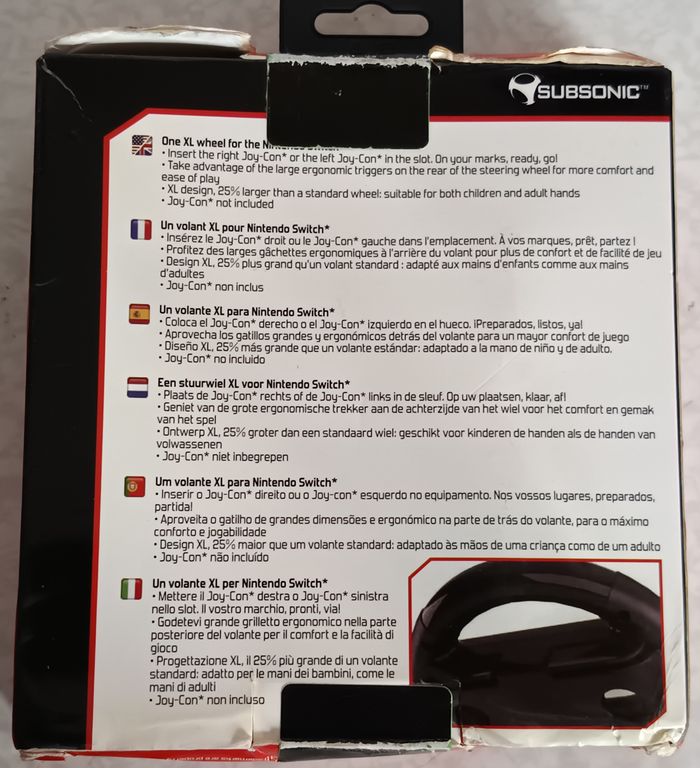 SUBSONIC™
One XL wheel for the Nintendo Switch*
• Insert the right Joy-Con* or the left Joy-Con* in the slot. On your marks, ready, go!
• Take advantage of the large ergonomic triggers on the rear of the steering wheel for more comfort and
ease of play
• XL design, 25% larger than a standard wheel: suitable for both children and adult hands
• Joy-Con* not included
Un volant XL pour Nintendo Switch*
• Insérez le Joy-Con* droit ou le Joy-Con* gauche dans l'emplacement. À vos marques, prêt, partez !
• Profitez des larges gâchettes ergonomiques à l'arrière du volant pour plus de confort et de facilité de jeu
• Design XL, 25% plus grand qu'un volant standard : adapté aux mains d'enfants comme aux mains
d'adultes
• Joy-Con* non inclus
Un volante XL para Nintendo Switch*
• Coloca el Joy-Con* derecho o el Joy-Con* izquierdo en el hueco. ¡Preparados, listos, ya!
• Aprovecha los gatillos grandes y ergonómicos detrás del volante para un mayor confort de juego
• Diseño XL, 25% más grande que un volante estándar: adaptado a la mano de niño y de adulto.
• Joy-Con* no incluido
Een stuurwiel XL voor Nintendo Switch*
• Plaats de Joy-Con* rechts of de Joy-Con* links in de sleuf. Op uw plaatsen, klaar, af!
• Geniet van de grote ergonomische trekker aan de achterzijde van het wiel voor het comfort en gemak
van het spel
• Ontwerp XL, 25% groter dan een standaard wiel: geschikt voor kinderen de handen als de handen van
volwassenen
• Joy-Con* niet inbegrepen
Um volante XL para Nintendo Switch*
• Inserir o Joy-Con* direito ou o Joy-con* esquerdo no equipamento. Nos vossos lugares, preparados,
partida!
• Aproveita o gatilho de grandes dimensões e ergonómico na parte de trás do volante, para o máximo
conforto e jogabilidade
• Design XL, 25% maior que um volante standard: adaptado às mãos de uma criança como de um adulto
• Joy-Con* não incluído
Un volante XL per Nintendo Switch*
• Mettere il Joy-Con* destra o Joy-Con* sinistra
nello slot. Il vostro marchio, pronti, via!
• Godetevi grande grilletto ergonomico nella parte
posteriore del volante per il comfort e la facilità di
gioco
• Progettazione XL, il 25% più grande di un volante
standard: adatto per le mani dei bambini, come le
mani di adulti
• Joy-Con* non incluso